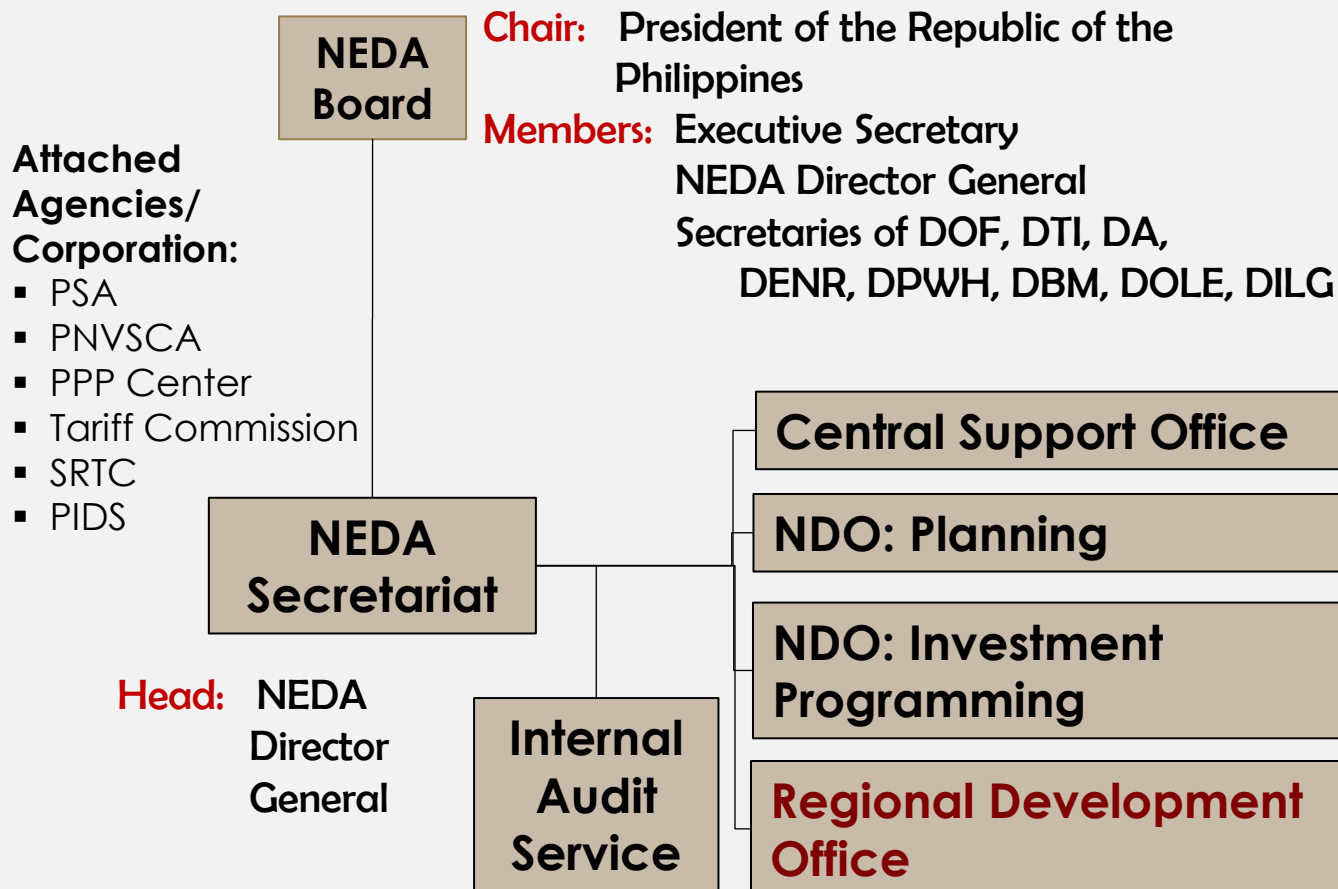 NEDA
Board
Chair: President of the Republic of the
Philippines
Members: Executive Secretary
NEDA Director General
Secretaries of DOF, DTI, DA,
DENR, DPWH, DBM, DOLE, DILG
Attached
Agencies/
Corporation:
▪ PSA
▪ PNVSCA
▪ PPP Center
▪ Tariff Commission
▪ SRTC
▪ PIDS
NEDA
Secretariat
Head: NEDA
Director
General
Internal
Audit
Service
Central Support Office
NDO: Planning
NDO: Investment
Programming
Regional Development
Office